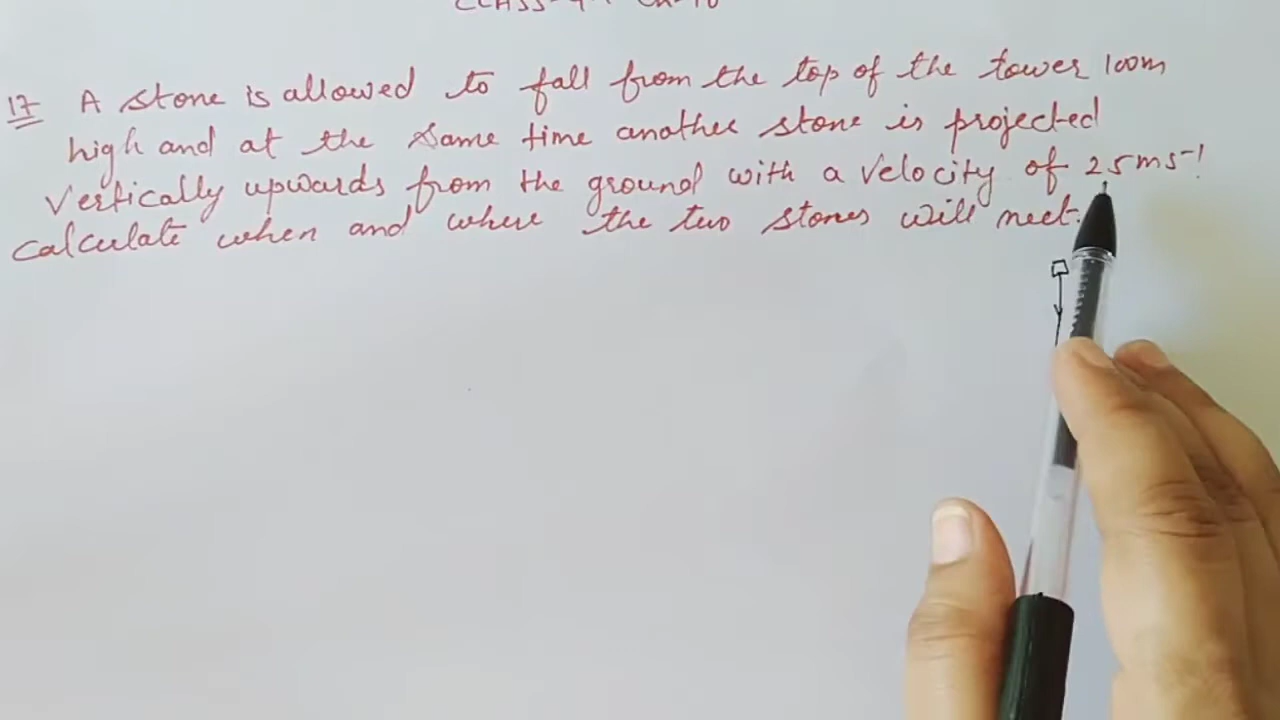 17 A stone is allowed to fall from the top of the tower 100m
high and at the same time another stone is projected
vertically upwards from the ground with a velocity of 25ms⁻¹
Calculate when and where the two stones will meet.